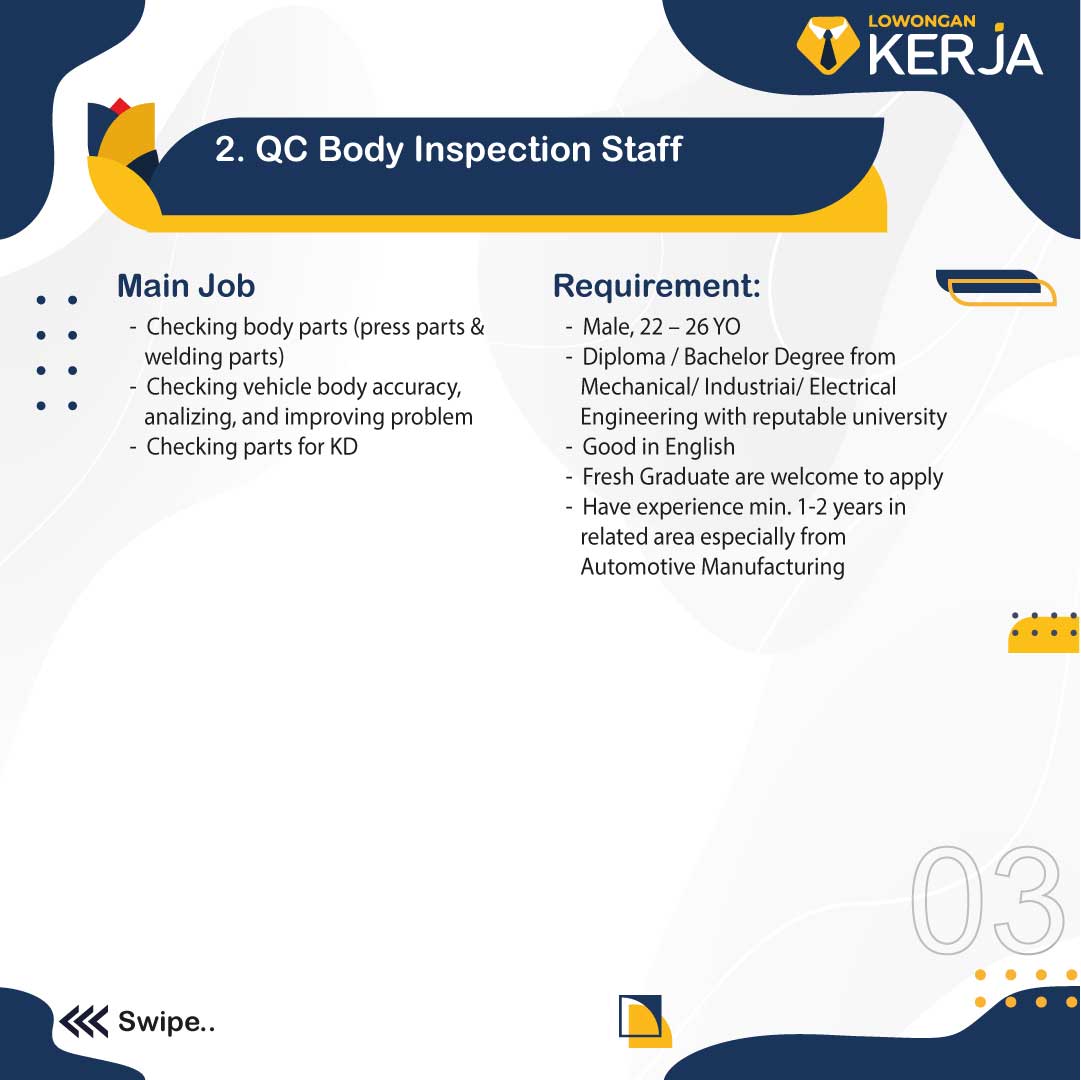 LOWONGAN
KERJA
2. QC Body Inspection Staff
Main Job
- Checking body parts (press parts &
welding parts)
- Checking vehicle body accuracy,
analizing, and improving problem
- Checking parts for KD
Requirement:
- Male, 22 – 26 YO
- Diploma / Bachelor Degree from
Mechanical/ Industriai/ Electrical
Engineering with reputable university
- Good in English
- Fresh Graduate are welcome to apply
- Have experience min. 1-2 years in
related area especially from
Automotive Manufacturing
03
Swipe..